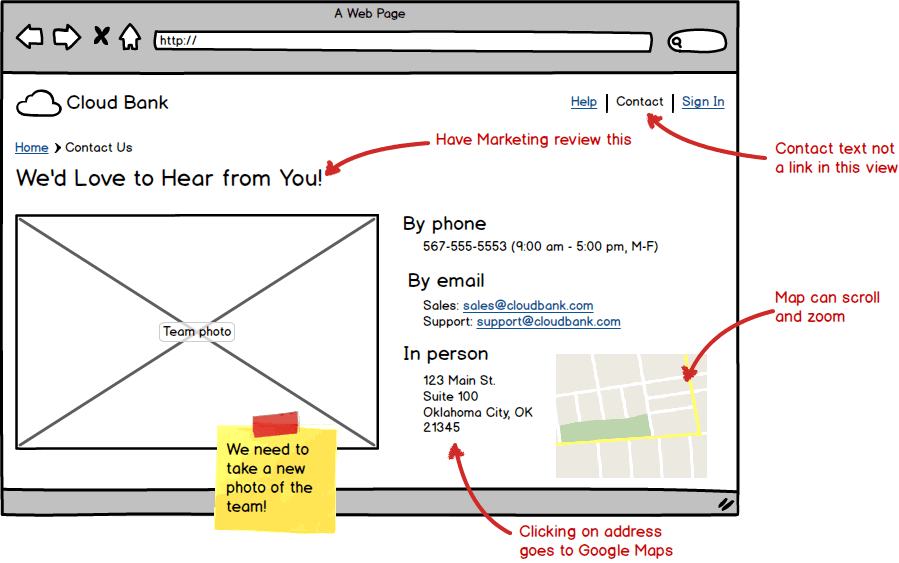 A Web Page
http://
Cloud Bank
Help
Contact
Sign In
Home
Contact Us
Have Marketing review this
Contact text not
a link in this view
We'd Love to Hear from You!
Team photo
By phone
567-555-5553 (9:00 am - 5:00 pm, M-F)
By email
Sales: sales@cloudbank.com
Support: support@cloudbank.com
Map can scroll
and zoom
In person
123 Main St.
Suite 100
Oklahoma City, OK
21345
We need to
take a new
photo of the
team!
Clicking on address
goes to Google Maps